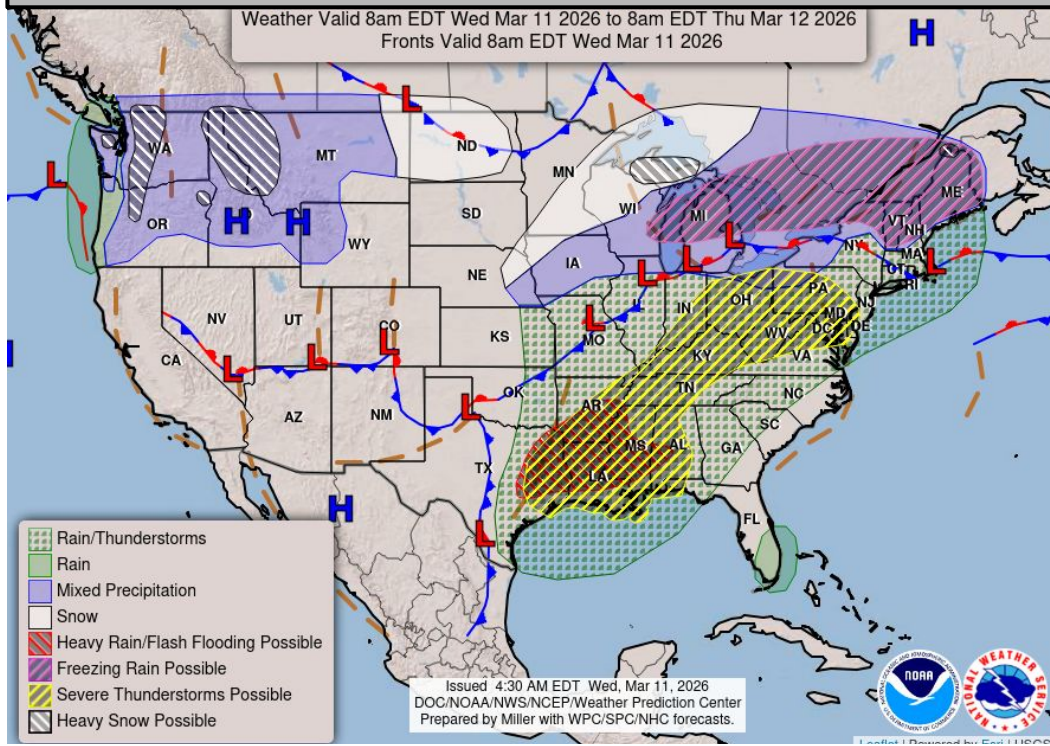 Weather Valid 8am EDT Wed Mar 11 2026 to 8am EDT Thu Mar 12 2026
Fronts Valid 8am EDT Wed Mar 11 2026
H
L
WA
MT
ND
MN
ME
L
OR
H
H
SD
WI
MI
VT
NH
WY
L
NY
MA
CT
RI
L
NE
IA
L
L
IN
OH
PA
NJ
NV
UT
CO
L
KS
L
MO
WV
MD
DC
DE
VA
CA
L
L
KY
AZ
NM
L
OK
AR
TN
NC
SC
TX
MS
AL
GA
LA
H
L
FL
H
Rain/Thunderstorms
Rain
Mixed Precipitation
Snow
Heavy Rain/Flash Flooding Possible
Freezing Rain Possible
Severe Thunderstorms Possible
Heavy Snow Possible
Issued 4:30 AM EDT Wed, Mar 11, 2026
DOC/NOAA/NWS/NCEP/Weather Prediction Center
Prepared by Miller with WPC/SPC/NHC forecasts.
NOAA
NATIONAL WEATHER SERVICE
Leaflet | Powered by Esri | USGS